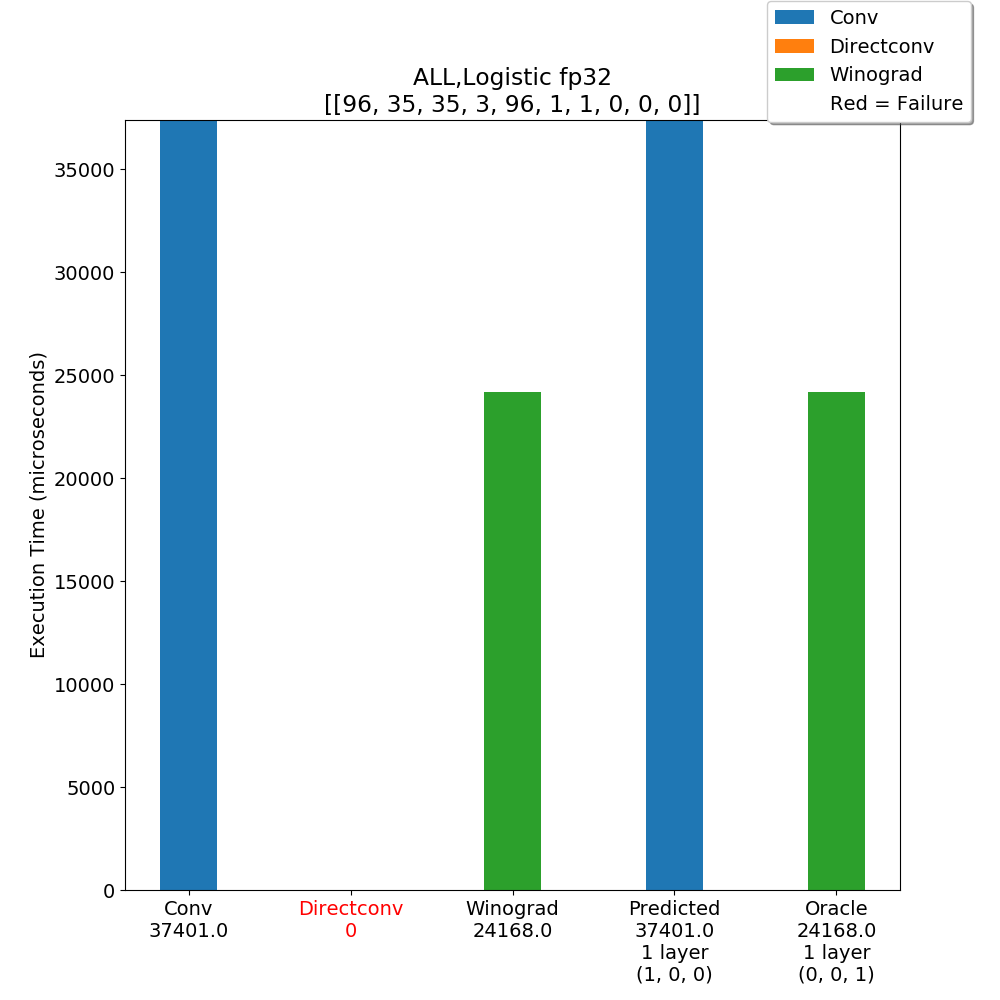 Conv
Directconv
Winograd
Red = Failure
ALL,Logistic fp32
[[96, 35, 35, 3, 96, 1, 1, 0, 0, 0]]
Execution Time (microseconds)
35000
30000
25000
20000
15000
10000
5000
0
Conv
37401.0
Directconv
0
Winograd
24168.0
Predicted
37401.0
1 layer
(1, 0, 0)
Oracle
24168.0
1 layer
(0, 0, 1)